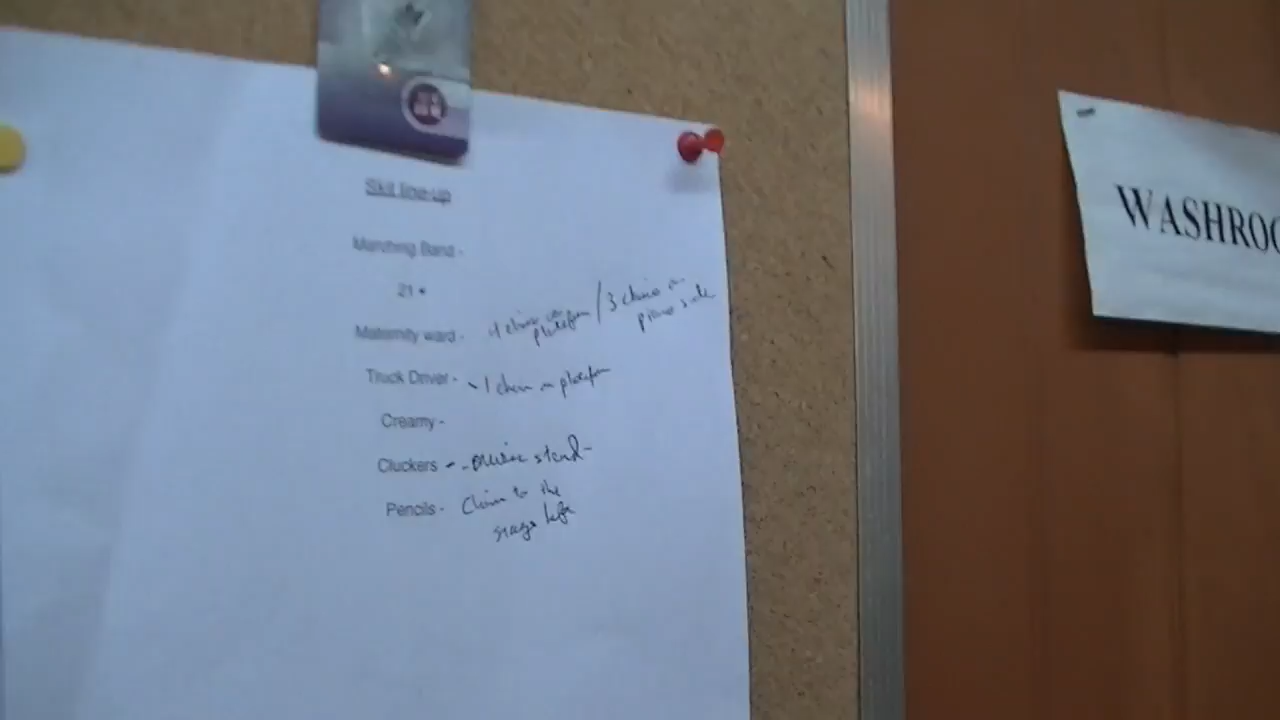 Skit line-up
Marching Band -
21 •
Maternity ward - 4 chairs on platform / 3 chairs on piano side
Truck Driver - 1 chair on platform
Creamy -
Cluckers - - music stand -
Pencils - Chairs to the
stage left
WASHROO